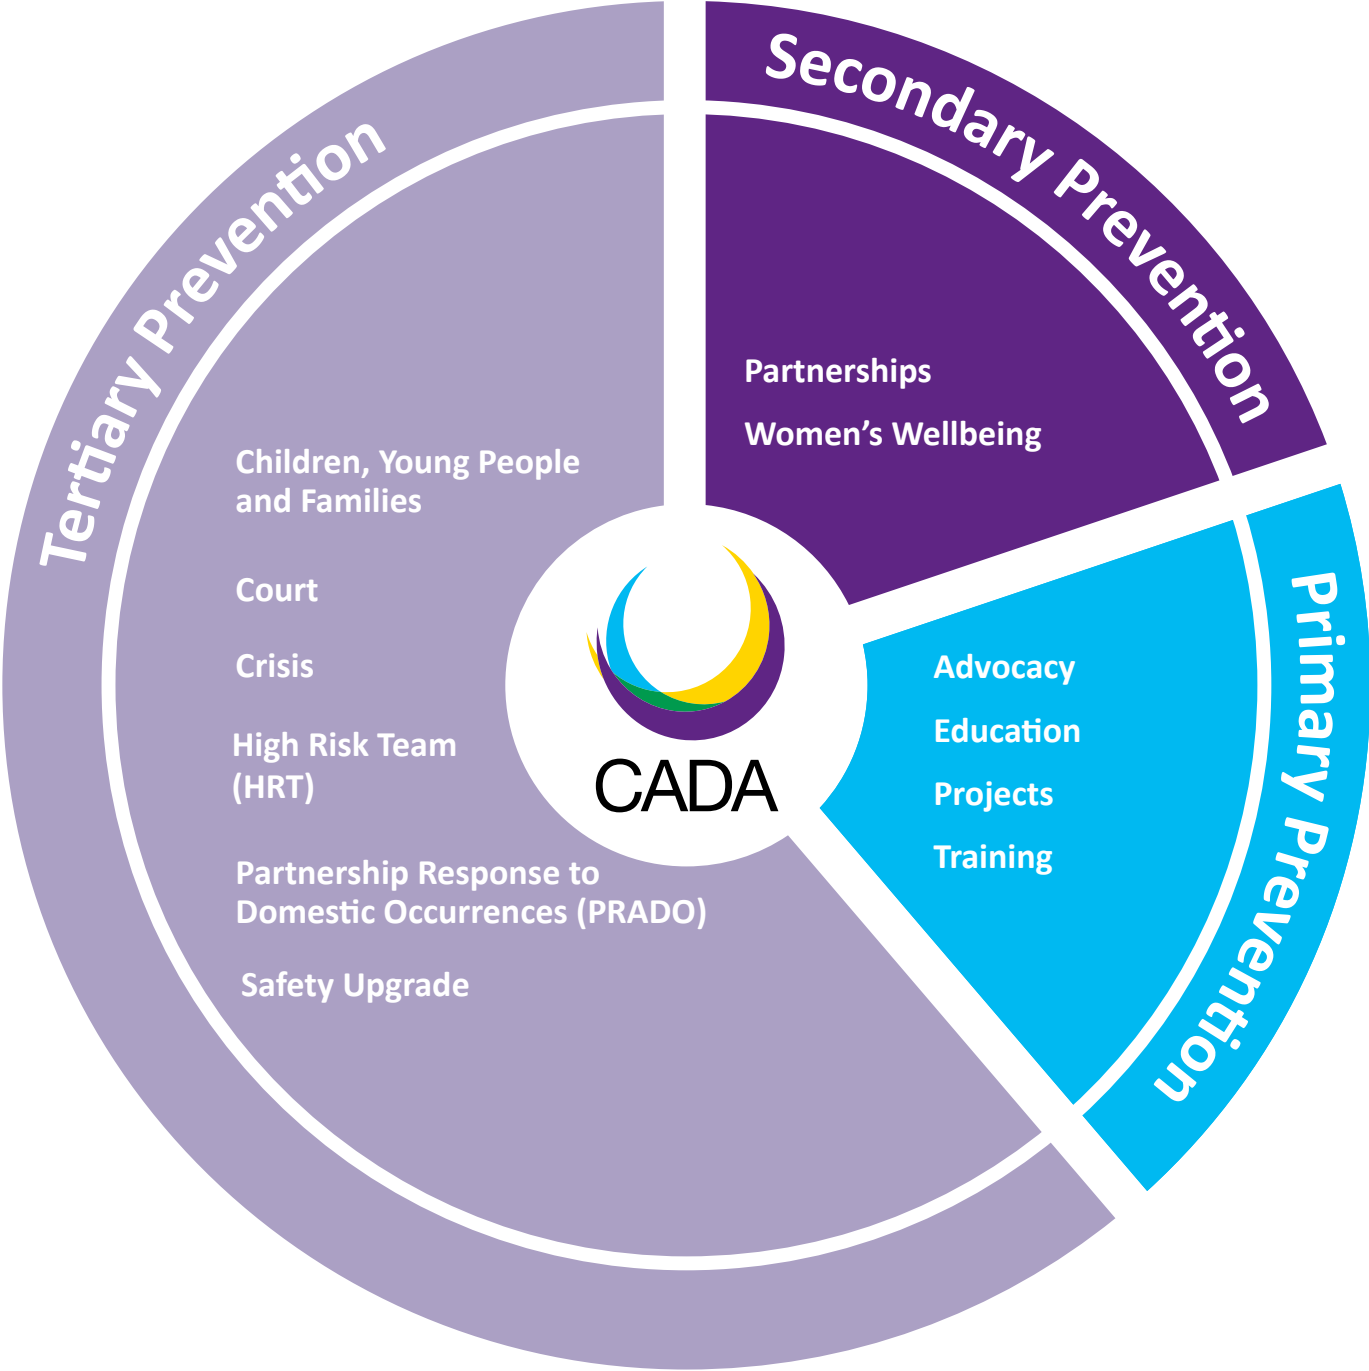 Tertiary Prevention
Children, Young People
and Families
Court
Crisis
High Risk Team
(HRT)
Partnership Response to
Domestic Occurrences (PRADO)
Safety Upgrade
Secondary Prevention
Partnerships
Women’s Wellbeing
Primary Prevention
Advocacy
Education
Projects
Training
CADA